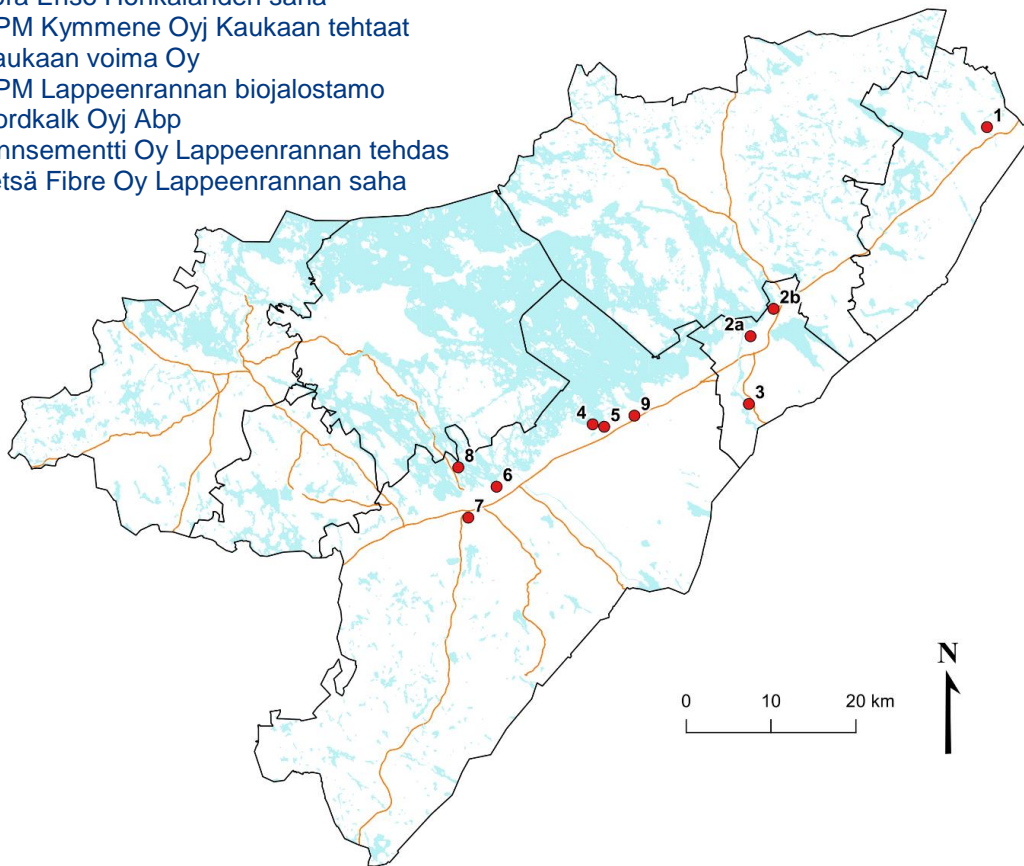 ora Enso Honkalahden saha
PM Kymmene Oyj Kaukaan tehtaat
aukaan voima Oy
PM Lappeenrannan biojalostamo
ordkalk Oyj Abp
nnsementti Oy Lappeenrannan tehdas
etsä Fibre Oy Lappeenrannan saha
1
2b
2a
3
9
4
5
8
6
7
N
0 10 20 km